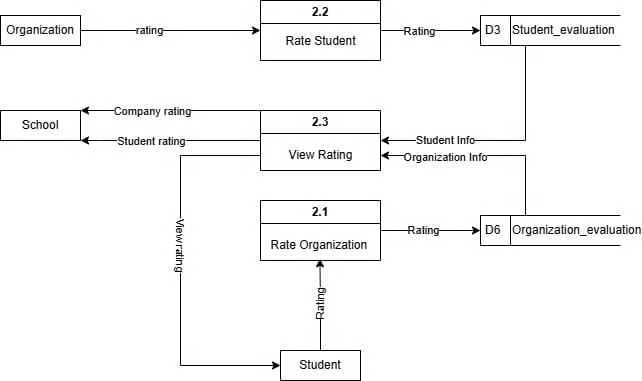 2.2
Organization
rating
Rate Student
Rating
D3
Student_evaluation
Company rating
School
2.3
Student rating
View Rating
Student Info
Organization Info
2.1
View rating
Rate Organization
Rating
D6
Organization_evaluation
Rating
Student